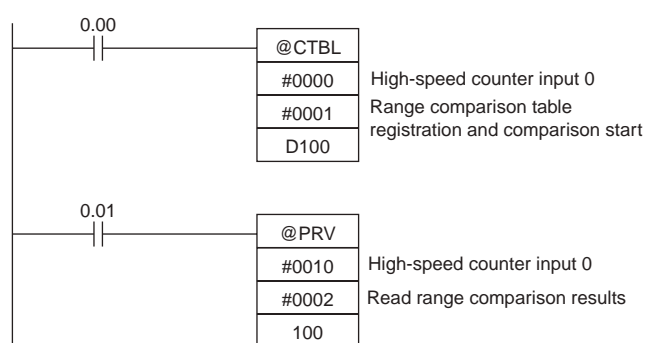 0.00
@CTBL
#0000 High-speed counter input 0
#0001 Range comparison table
registration and comparison start
D100
0.01
@PRV
#0010 High-speed counter input 0
#0002 Read range comparison results
100